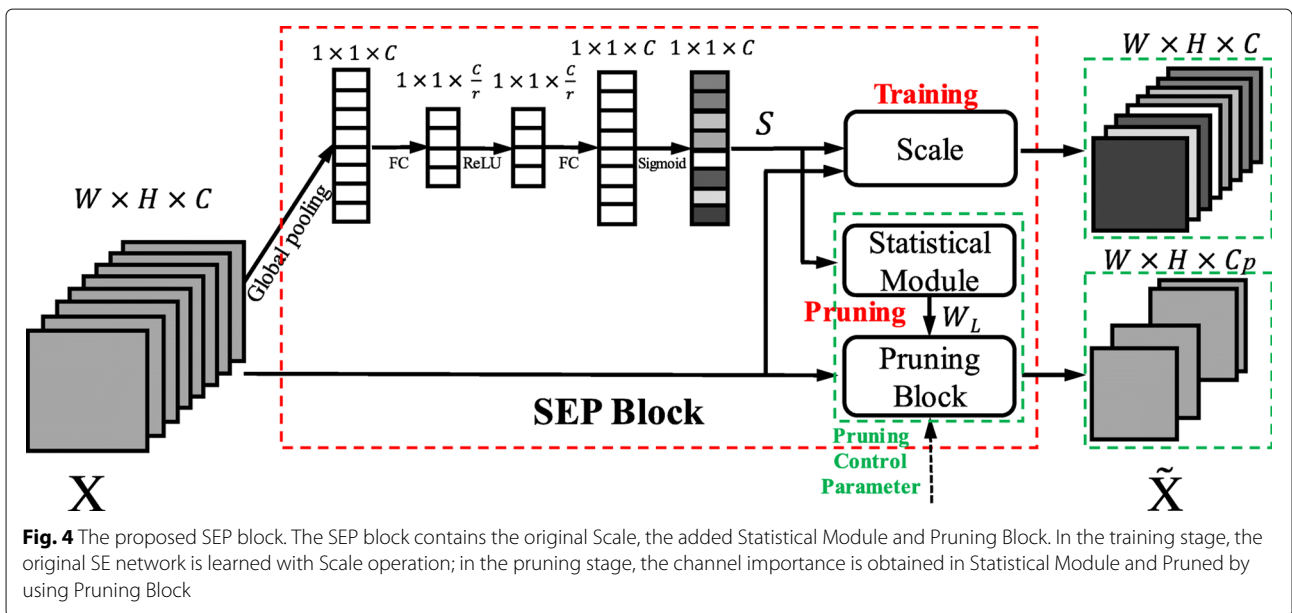 W × H × C
X
Global pooling
1 × 1 × C
FC
1 × 1 × C/r
ReLU
1 × 1 × C/r
FC
1 × 1 × C
Sigmoid
1 × 1 × C
S
Training
Scale
Statistical
Module
Pruning
W_L
Pruning
Block
SEP Block
Pruning
Control
Parameter
W × H × C
W × H × Cp
X̃
Fig. 4 The proposed SEP block. The SEP block contains the original Scale, the added Statistical Module and Pruning Block. In the training stage, the
original SE network is learned with Scale operation; in the pruning stage, the channel importance is obtained in Statistical Module and Pruned by
using Pruning Block